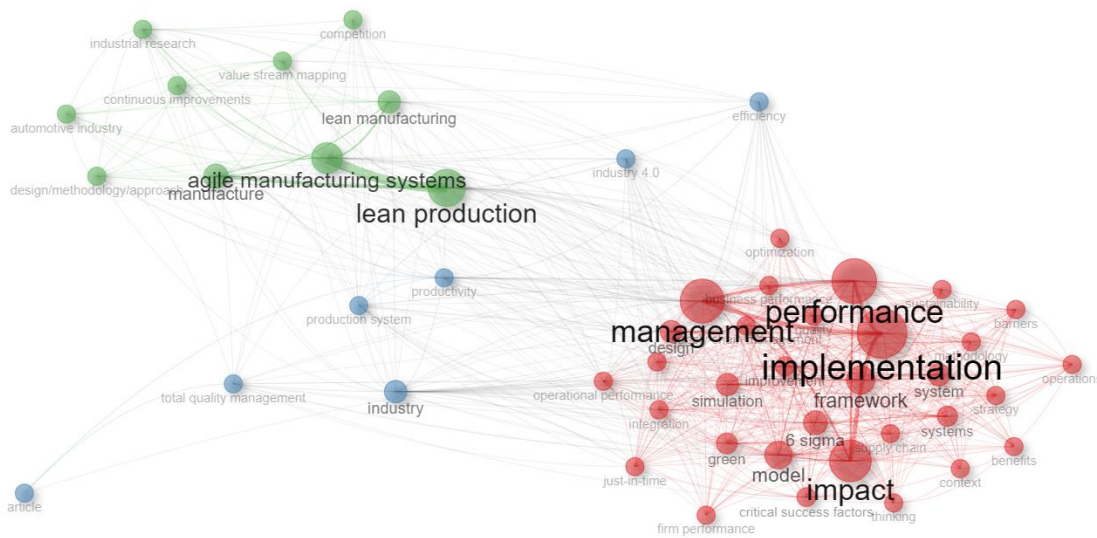 competition
industrial research
value stream mapping
continuous improvements
efficiency
automotive industry
lean manufacturing
industry 4.0
agile manufacturing systems
design/methodology/approach
manufacture
lean production
optimization
productivity
business performance
sustainability
production system
performance
barriers
management
quality
design
methodology
implementation
improvement
operations
total quality management
industry
operational performance
simulation
framework
system
strategy
integration
systems
6 sigma
supply chain
green
benefits
model
just-in-time
impact
context
article
critical success factors
thinking
firm performance